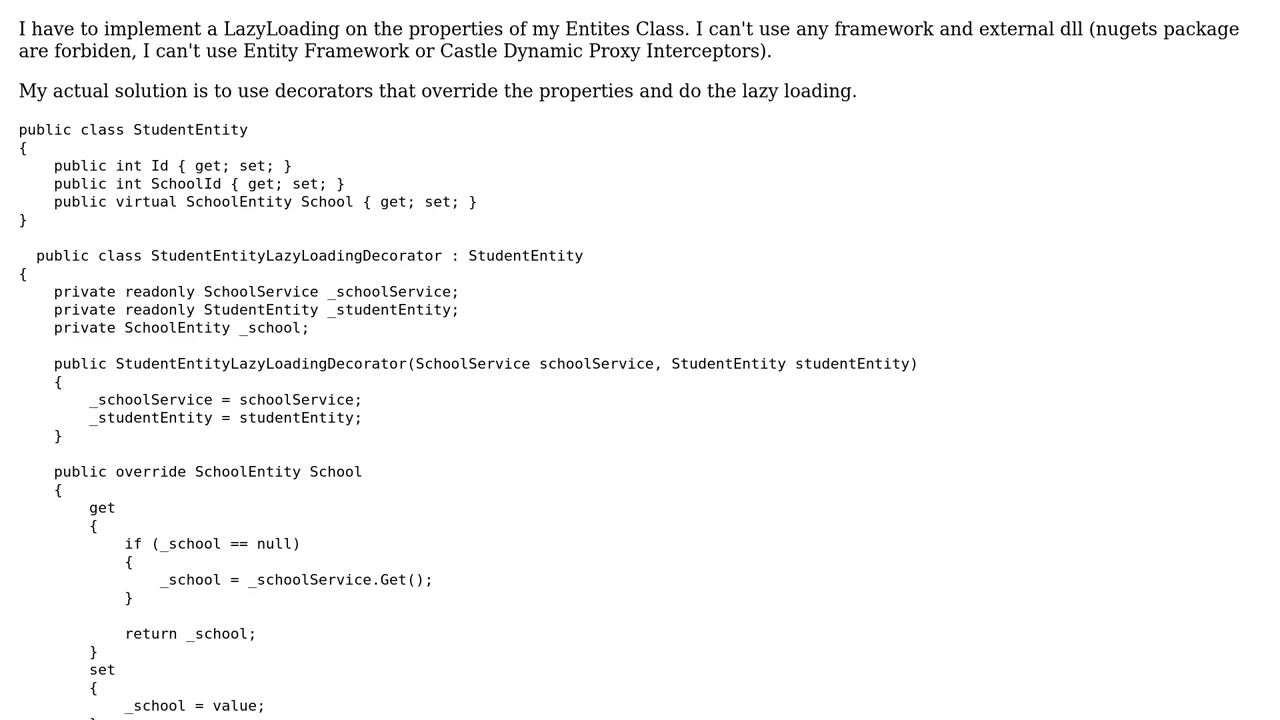 I have to implement a LazyLoading on the properties of my Entites Class. I can't use any framework and external dll (nugets package
are forbiden, I can't use Entity Framework or Castle Dynamic Proxy Interceptors).
My actual solution is to use decorators that override the properties and do the lazy loading.
public class StudentEntity
{
    public int Id { get; set; }
    public int SchoolId { get; set; }
    public virtual SchoolEntity School { get; set; }
}
  public class StudentEntityLazyLoadingDecorator : StudentEntity
{
    private readonly SchoolService _schoolService;
    private readonly StudentEntity _studentEntity;
    private SchoolEntity _school;
    public StudentEntityLazyLoadingDecorator(SchoolService schoolService, StudentEntity studentEntity)
    {
        _schoolService = schoolService;
        _studentEntity = studentEntity;
    }
    public override SchoolEntity School
    {
        get
        {
            if (_school == null)
            {
                _school = _schoolService.Get();
            }
            return _school;
        }
        set
        {
            _school = value;